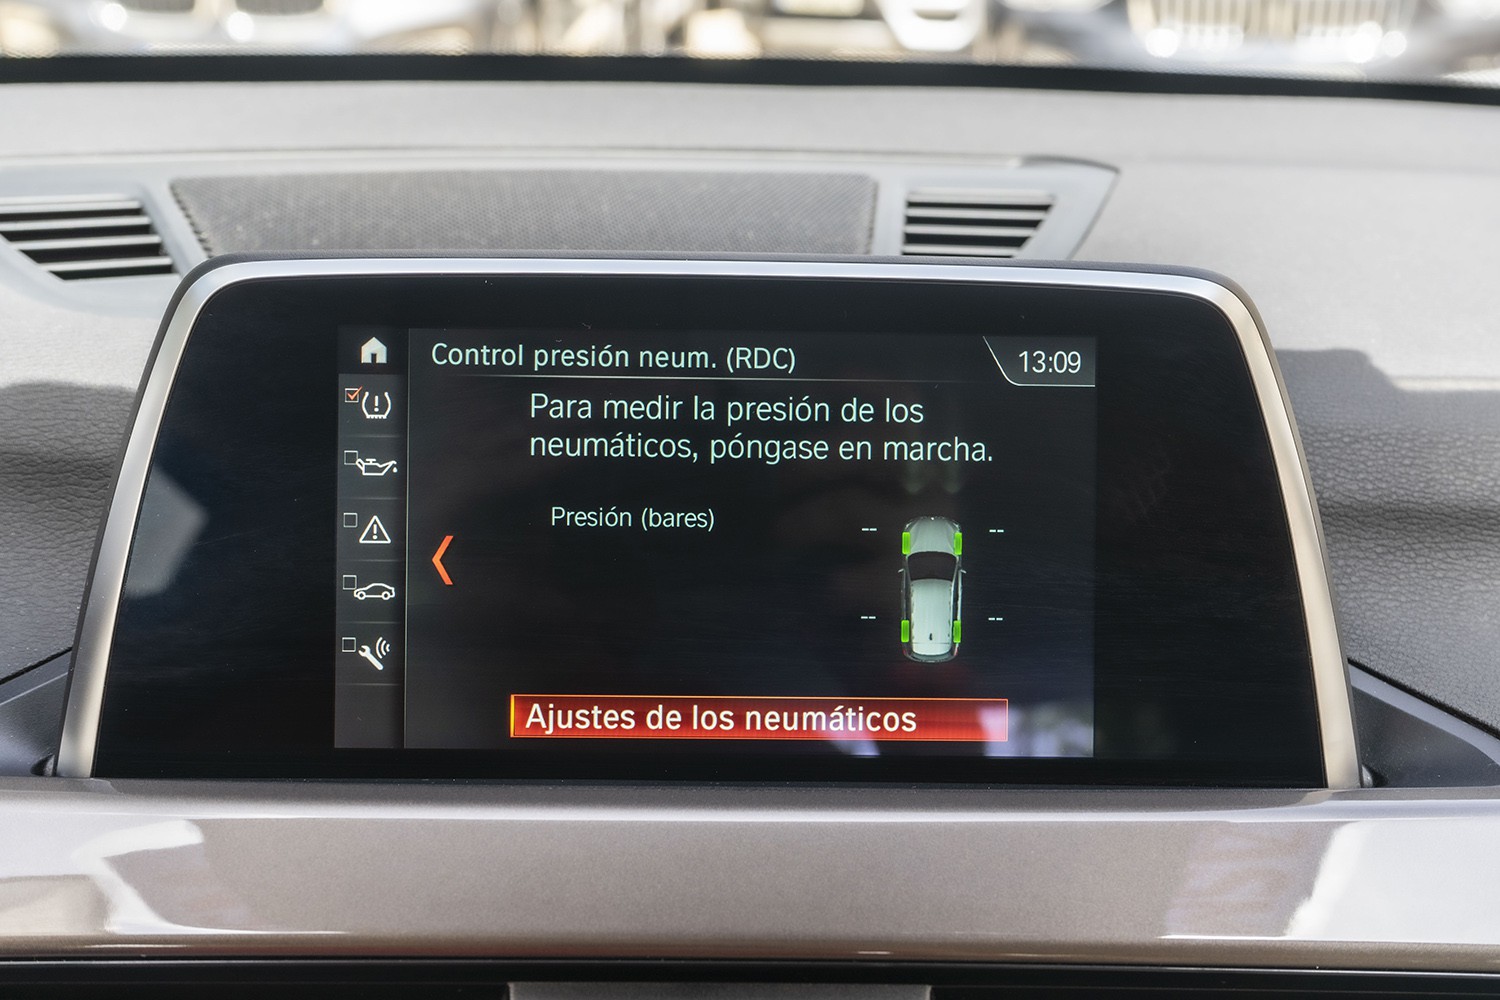 Control presión neum. (RDC)
13:09
Para medir la presión de los
neumáticos, póngase en marcha.
Presión (bares)
-- --
-- --
Ajustes de los neumáticos